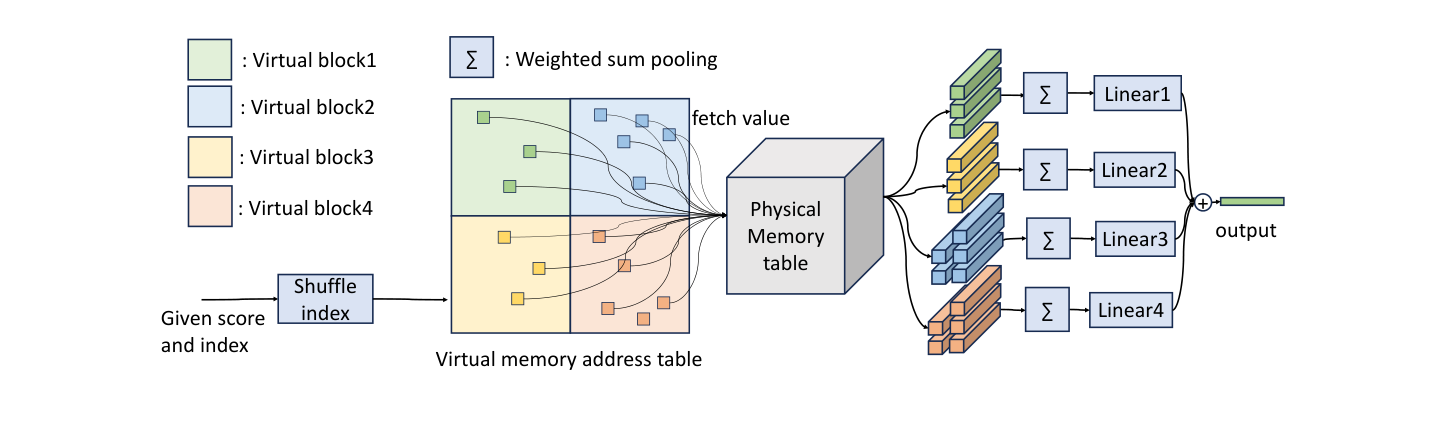 : Virtual block1
: Virtual block2
: Virtual block3
: Virtual block4
∑ : Weighted sum pooling
fetch value
Given score
and index
Shuffle
index
Virtual memory address table
Physical
Memory
table
∑
Linear1
∑
Linear2
∑
Linear3
∑
Linear4
+
output